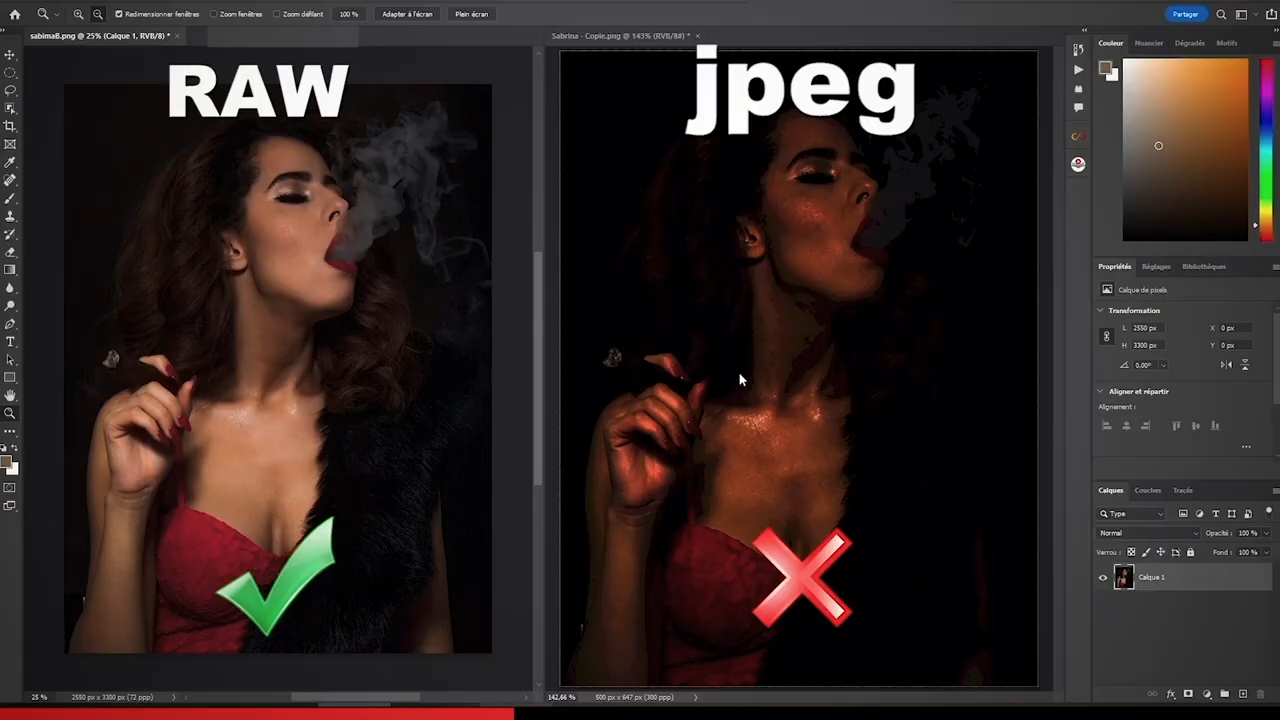 Redimensionner fenêtres
Zoom fenêtres
Zoom défilant
100 %
Adapter à l'écran
Plein écran
Partager
sabimaB.png @ 25% (Calque 1, RVB/8) * ×
Sabrina - Copie.png @ 143% (RVB/8#) * ×
RAW
jpeg
Couleur
Nuancier
Dégradés
Motifs
Propriétés
Réglages
Bibliothèques
Calque de pixels
Transformation
L 2550 px
X 0 px
H 3300 px
Y 0 px
0,00°
Aligner et répartir
Alignement :
Calques
Couches
Tracés
Type
Normal
Opacité : 100 %
Verrou :
Fond : 100 %
Calque 1
25 %
2550 px x 3300 px (72 ppp)
142,66 %
500 px x 647 px (300 ppp)